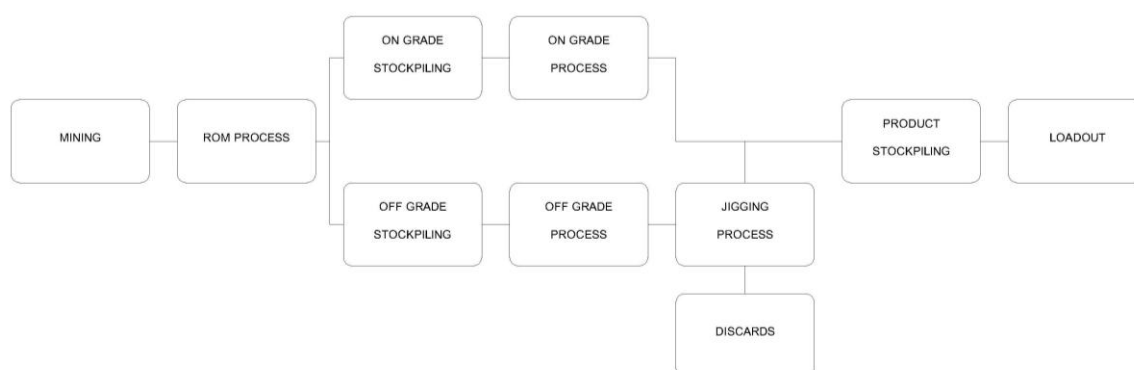 ON GRADE
STOCKPILING
ON GRADE
PROCESS
MINING
ROM PROCESS
PRODUCT
STOCKPILING
LOADOUT
OFF GRADE
STOCKPILING
OFF GRADE
PROCESS
JIGGING
PROCESS
DISCARDS